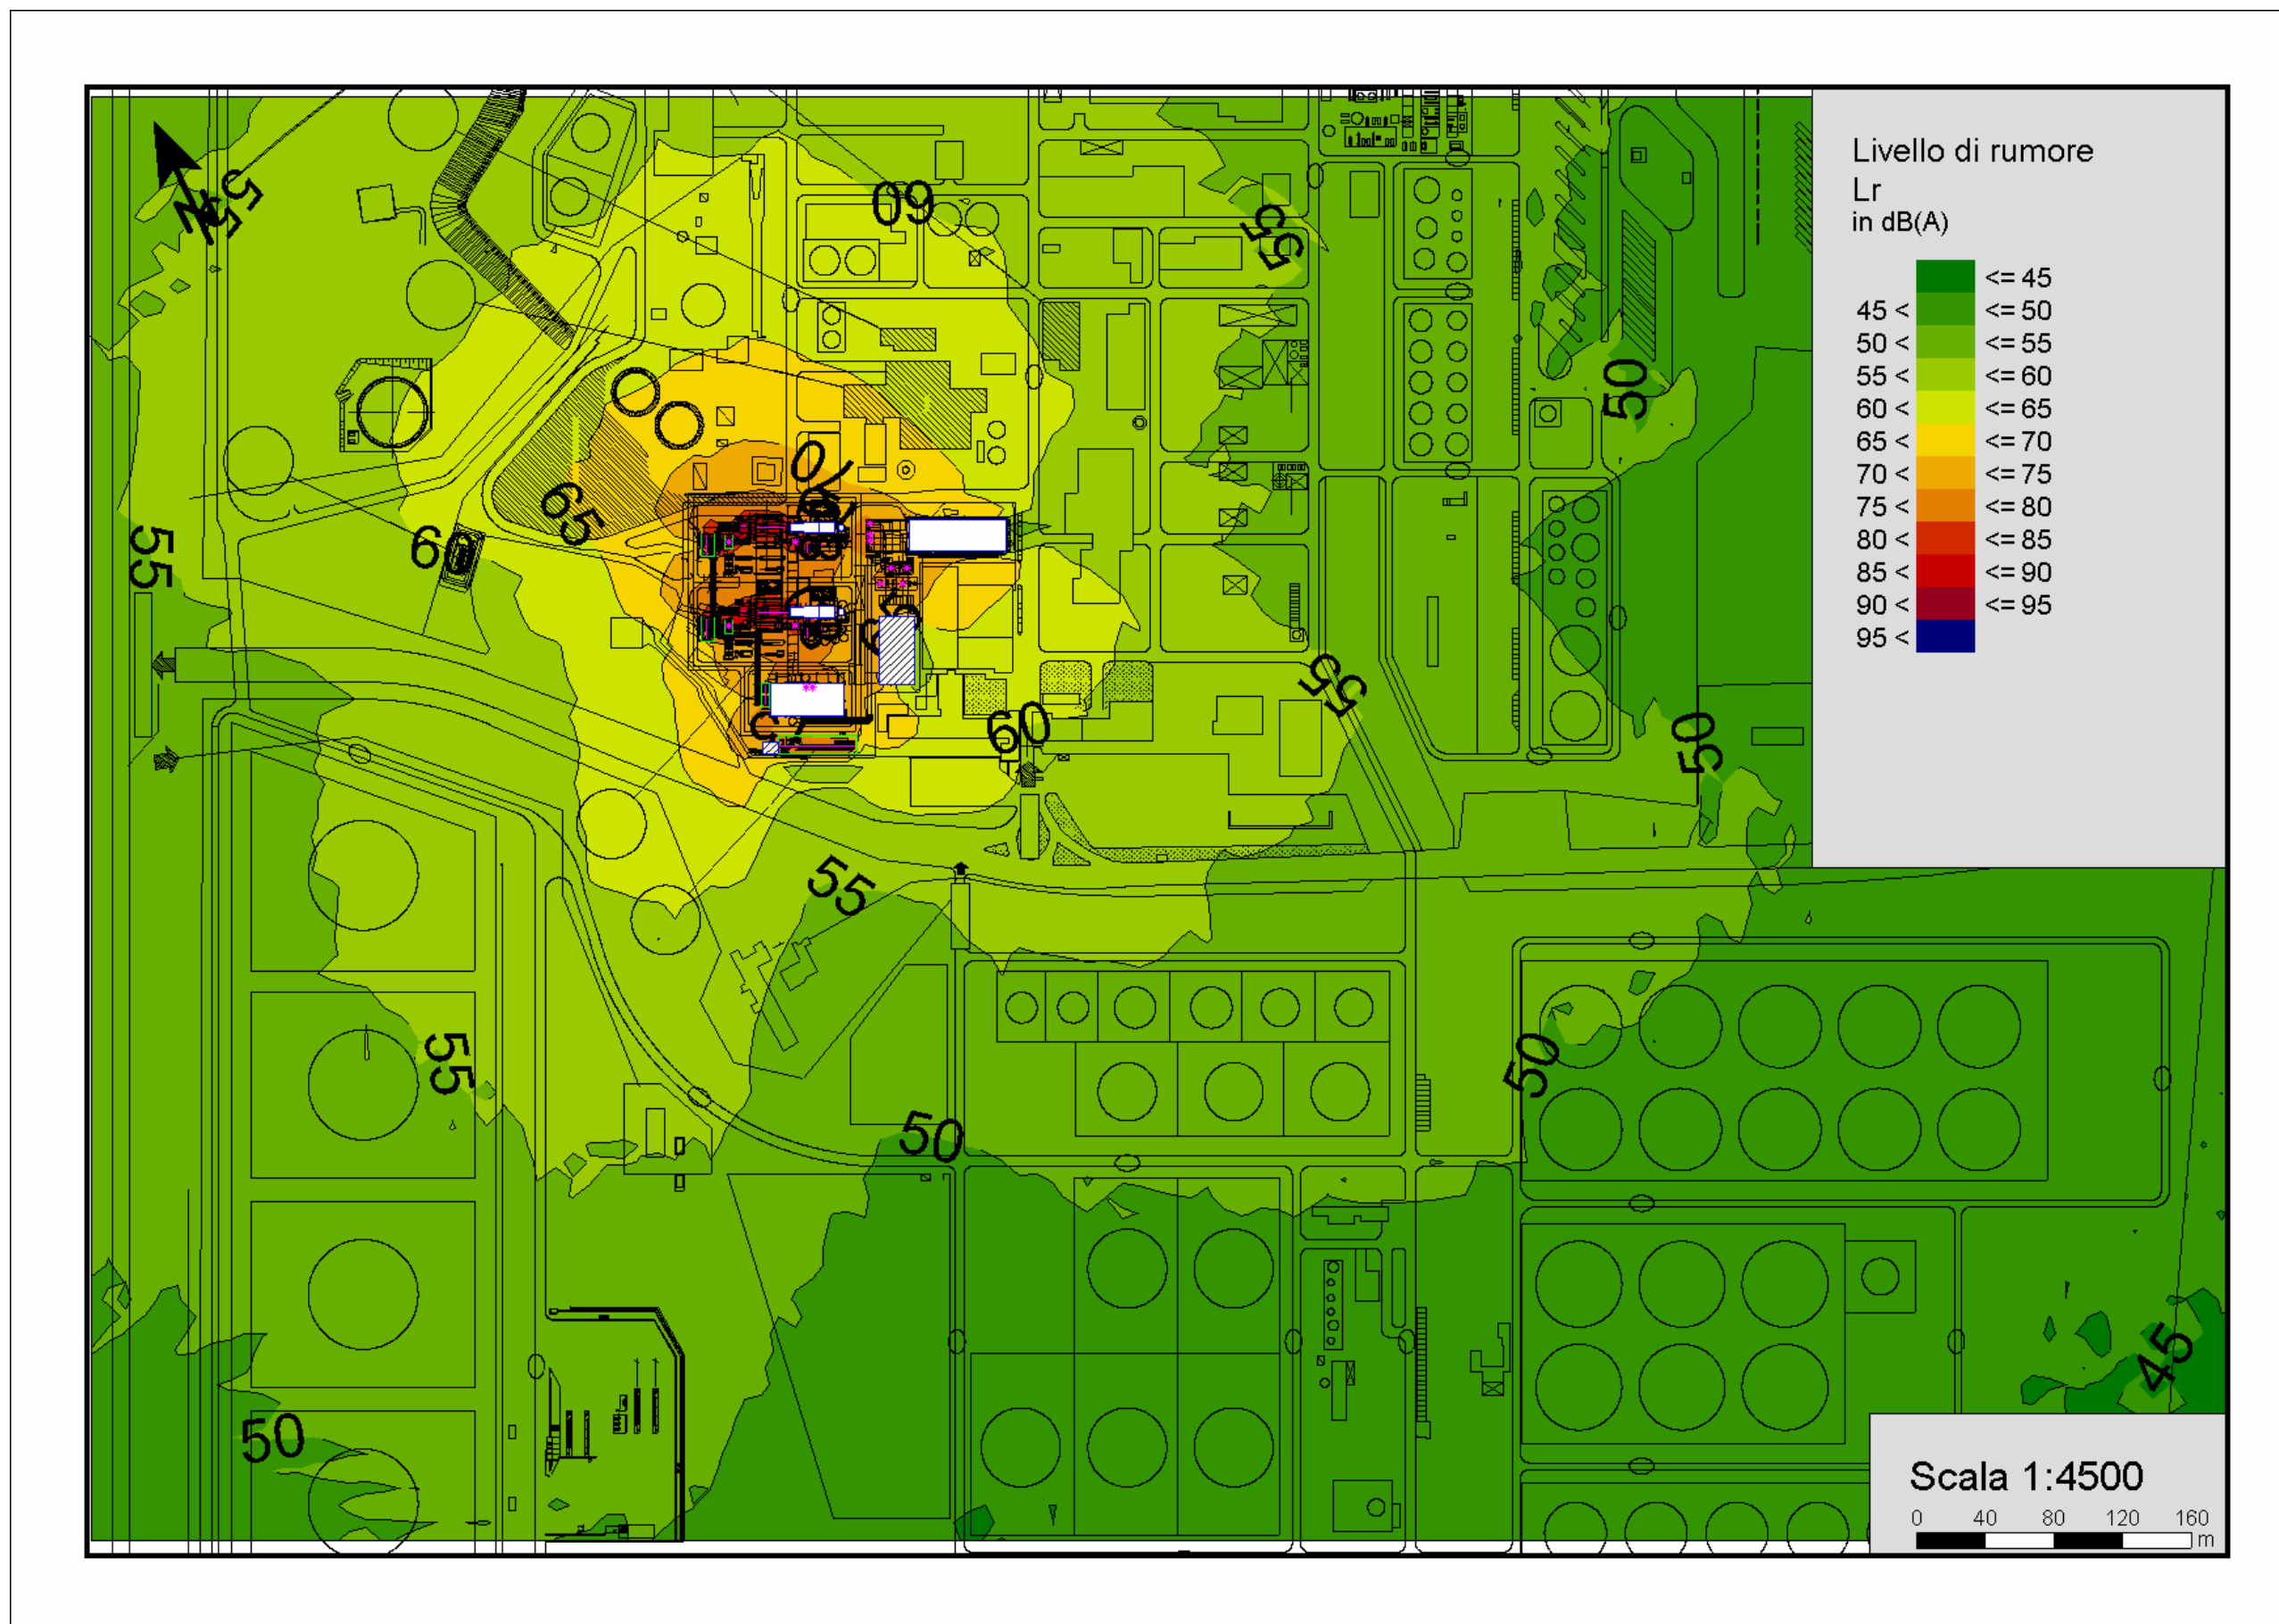 Livello di rumore
Lr
in dB(A)
<= 45
45 < <= 50
50 < <= 55
55 < <= 60
60 < <= 65
65 < <= 70
70 < <= 75
75 < <= 80
80 < <= 85
85 < <= 90
90 < <= 95
95 <
N
55
60
55
50
70
65
60
55
55
60
50
55
55
50
50
45
50
Scala 1:4500
0 40 80 120 160
m